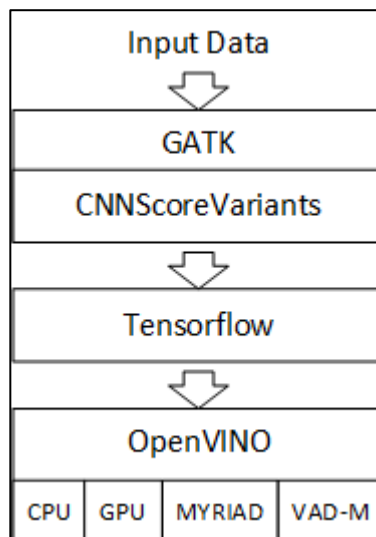 Input Data
GATK
CNNScoreVariants
Tensorflow
OpenVINO
CPU GPU MYRIAD VAD-M